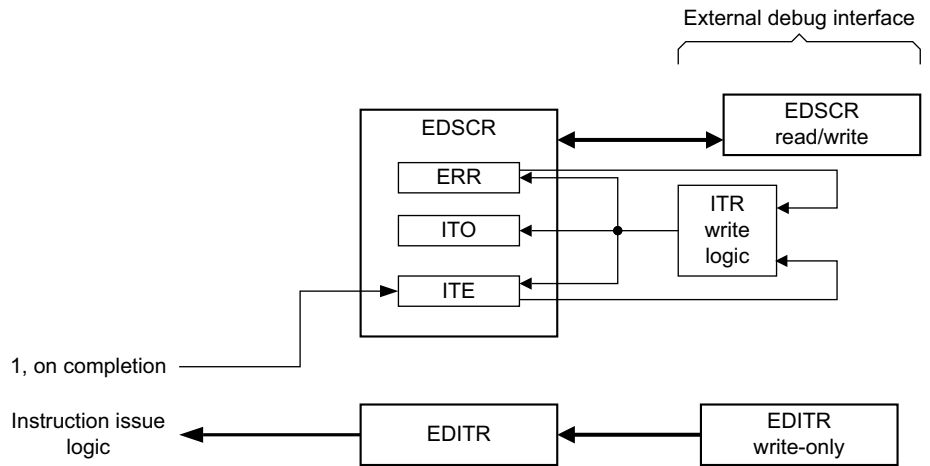 External debug interface
EDSCR
EDSCR
read/write
ERR
ITR
write
logic
ITO
ITE
1, on completion
Instruction issue
logic
EDITR
EDITR
write-only